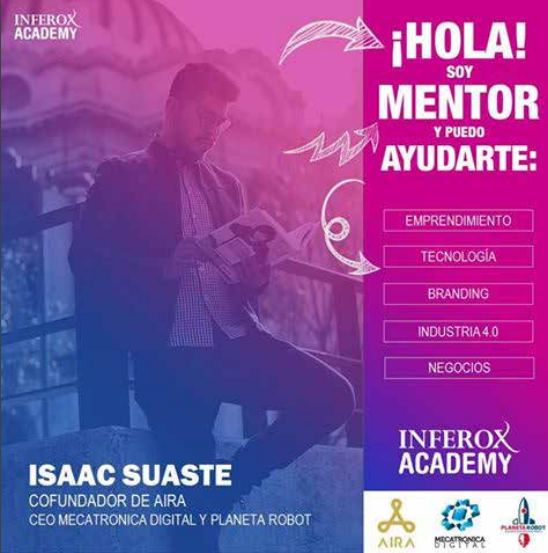 INFEROX
ACADEMY
¡HOLA!
SOY
MENTOR
Y PUEDO
AYUDARTE:
EMPRENDIMIENTO
TECNOLOGÍA
BRANDING
INDUSTRIA 4.0
NEGOCIOS
INFEROX
ACADEMY
ISAAC SUASTE
COFUNDADOR DE AIRA
CEO MECATRONICA DIGITAL Y PLANETA ROBOT
AIRA
MECATRONICA
DIGITAL
PLANETA ROBOT